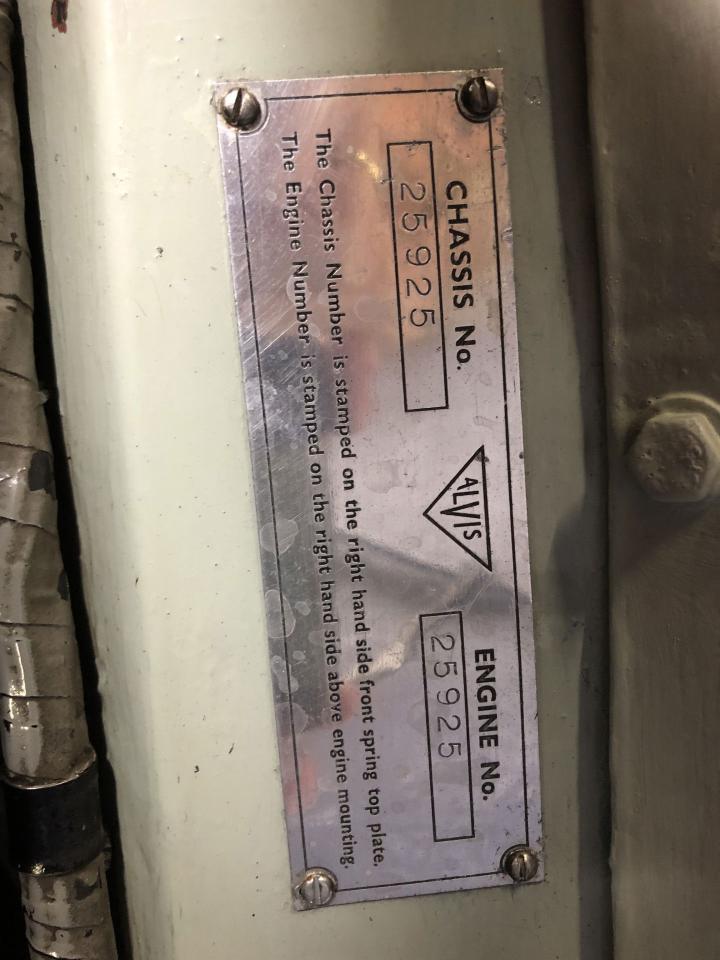 CHASSIS No.
25925
ALVIS
ENGINE No.
25925
The Chassis Number is stamped on the right hand side front spring top plate.
The Engine Number is stamped on the right hand side above engine mounting.